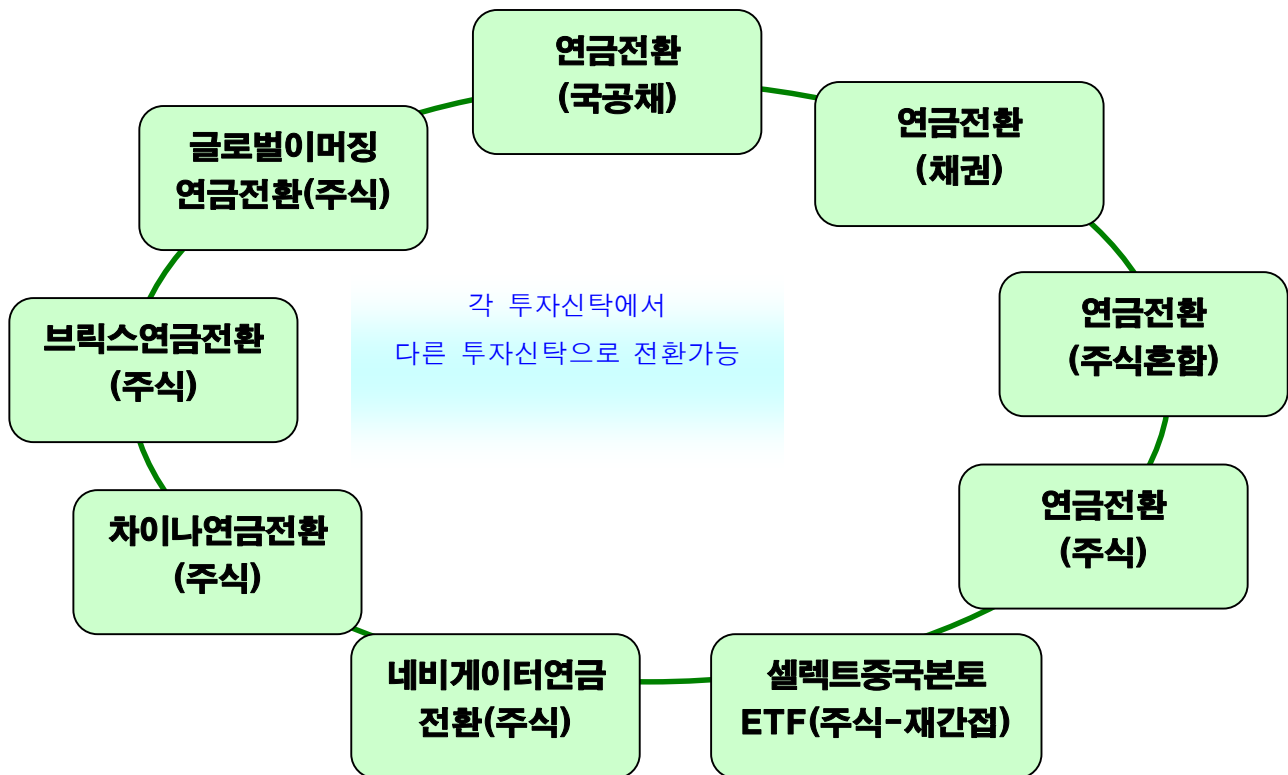 연금전환
(국공채)
연금전환
(채권)
연금전환
(주식혼합)
연금전환
(주식)
셀렉트중국본토
ETF(주식-재간접)
네비게이터연금
전환(주식)
차이나연금전환
(주식)
브릭스연금전환
(주식)
글로벌이머징
연금전환(주식)
각 투자신탁에서
다른 투자신탁으로 전환가능